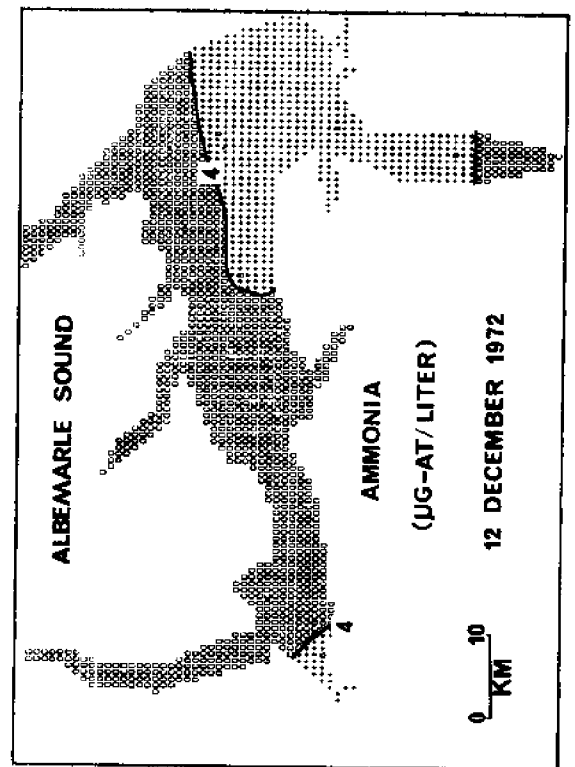 ALBEMARLE SOUND
4
4
AMMONIA
(µG-AT/LITER)
12 DECEMBER 1972
0 10
KM